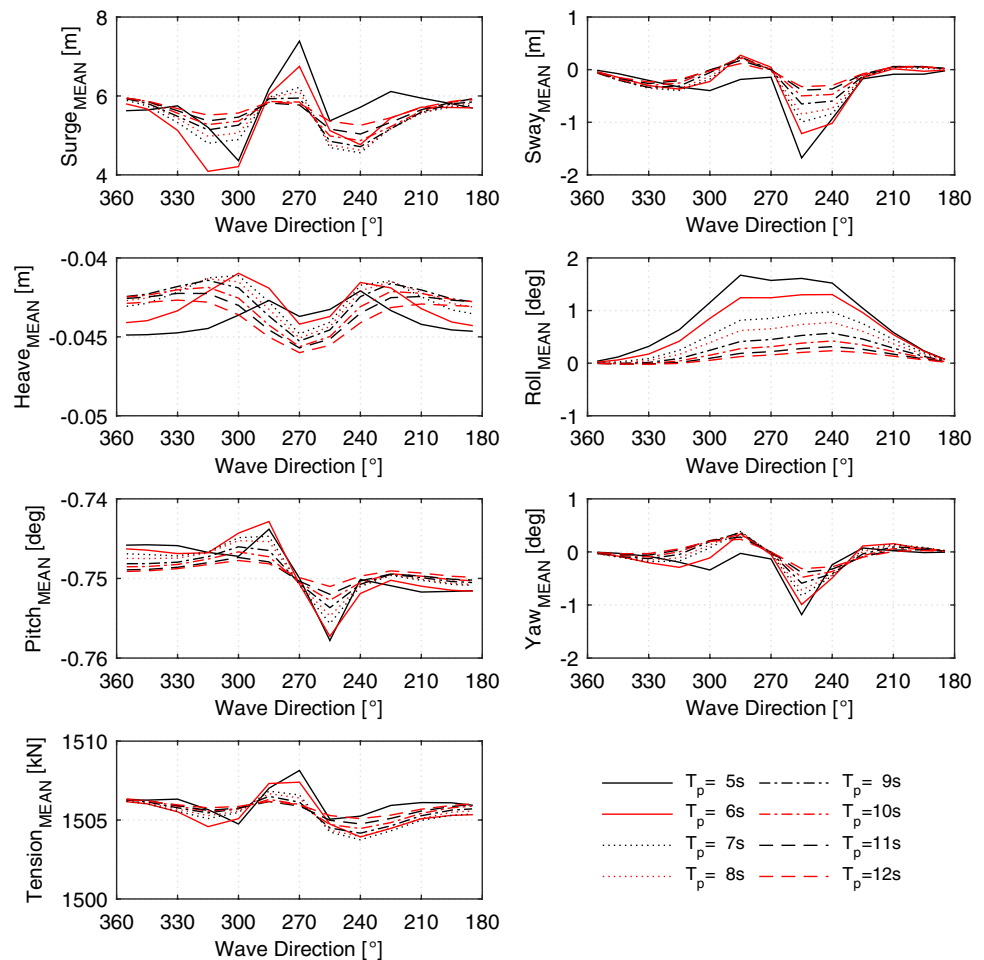 8
6
4
Surge_MEAN [m]
360 330 300 270 240 210 180
Wave Direction [°]
1
0
-1
-2
Sway_MEAN [m]
360 330 300 270 240 210 180
Wave Direction [°]
-0.04
-0.045
-0.05
Heave_MEAN [m]
360 330 300 270 240 210 180
Wave Direction [°]
2
1
0
-1
Roll_MEAN [deg]
360 330 300 270 240 210 180
Wave Direction [°]
-0.74
-0.75
-0.76
Pitch_MEAN [deg]
360 330 300 270 240 210 180
Wave Direction [°]
1
0
-1
-2
Yaw_MEAN [deg]
360 330 300 270 240 210 180
Wave Direction [°]
1510
1505
1500
Tension_MEAN [kN]
360 330 300 270 240 210 180
Wave Direction [°]
T_p= 5s
T_p= 6s
T_p= 7s
T_p= 8s
T_p= 9s
T_p=10s
T_p=11s
T_p=12s